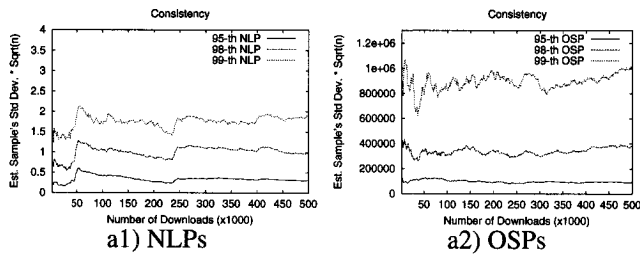 Consistency
4
3.5
3
2.5
2
1.5
1
0.5
0
Est. Sample's Std Dev. * Sqrt(n)
95-th NLP
98-th NLP
99-th NLP
50 100 150 200 250 300 350 400 450 500
Number of Downloads (x1000)
a1) NLPs
Consistency
1.2e+06
1e+06
800000
600000
400000
200000
0
Est. Sample's Std Dev. * Sqrt(n)
95-th OSP
98-th OSP
99-th OSP
50 100 150 200 250 300 350 400 450 500
Number of Downloads (x1000)
a2) OSPs